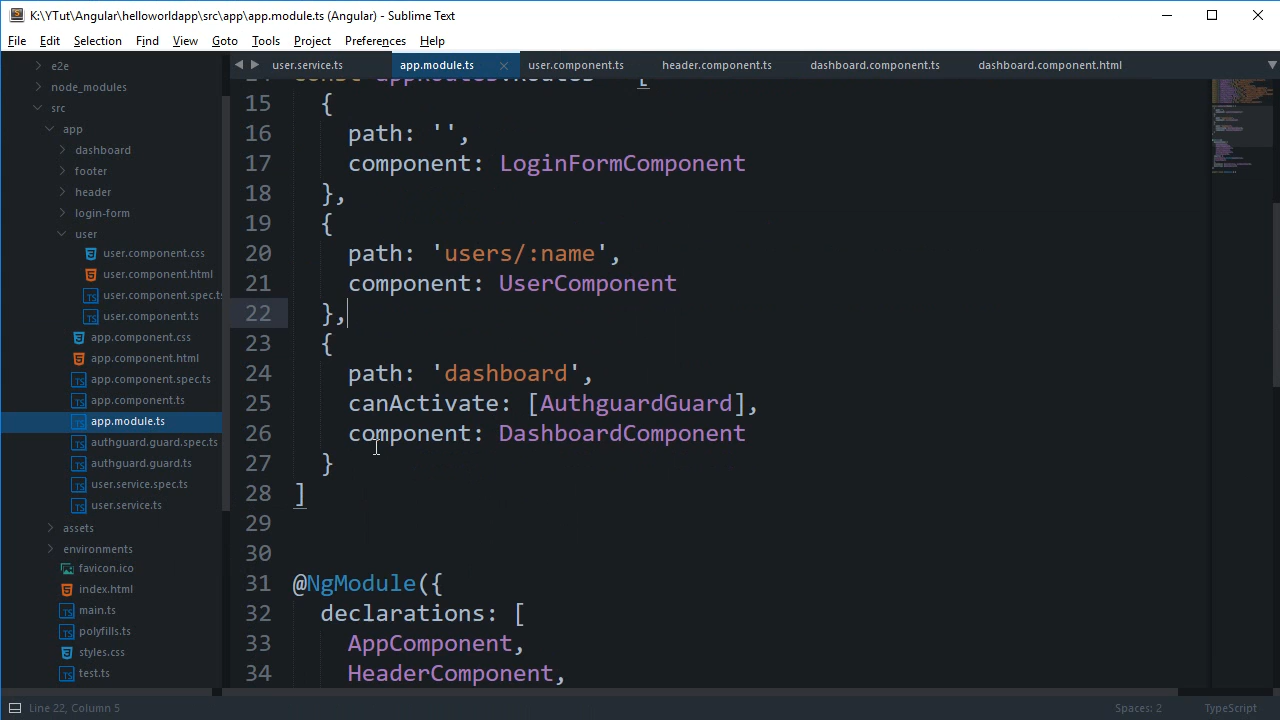 K:\YTut\Angular\helloworldapp\src\app\app.module.ts (Angular) - Sublime Text
File Edit Selection Find View Goto Tools Project Preferences Help
e2e
node_modules
src
app
dashboard
footer
header
login-form
user
user.component.css
user.component.html
user.component.spec.ts
user.component.ts
app.component.css
app.component.html
app.component.spec.ts
app.component.ts
app.module.ts
authguard.guard.spec.ts
authguard.guard.ts
user.service.spec.ts
user.service.ts
assets
environments
favicon.ico
index.html
main.ts
polyfills.ts
styles.css
test.ts
user.service.ts app.module.ts × user.component.ts header.component.ts dashboard.component.ts dashboard.component.html
15 {
16 path: '',
17 component: LoginFormComponent
18 },
19 {
20 path: 'users/:name',
21 component: UserComponent
22 },
23 {
24 path: 'dashboard',
25 canActivate: [AuthguardGuard],
26 component: DashboardComponent
27 }
28 ]
29
30
31 @NgModule({
32 declarations: [
33 AppComponent,
34 HeaderComponent,
Line 22, Column 5 Spaces: 2 TypeScript